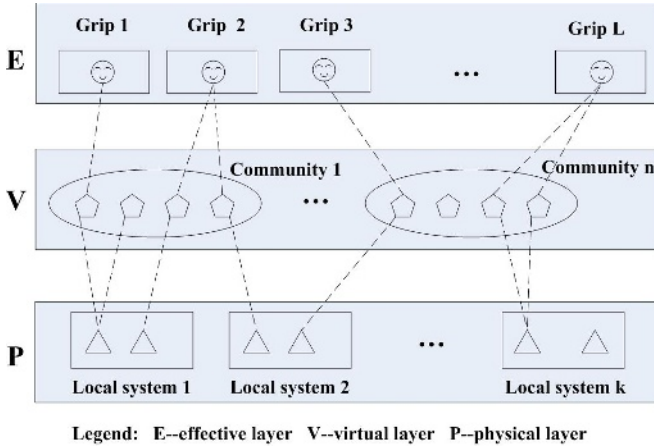 Grip 1 Grip 2 Grip 3 Grip L
E
...
Community 1 Community n
V
...
P
...
Local system 1 Local system 2 Local system k
Legend: E--effective layer V--virtual layer P--physical layer